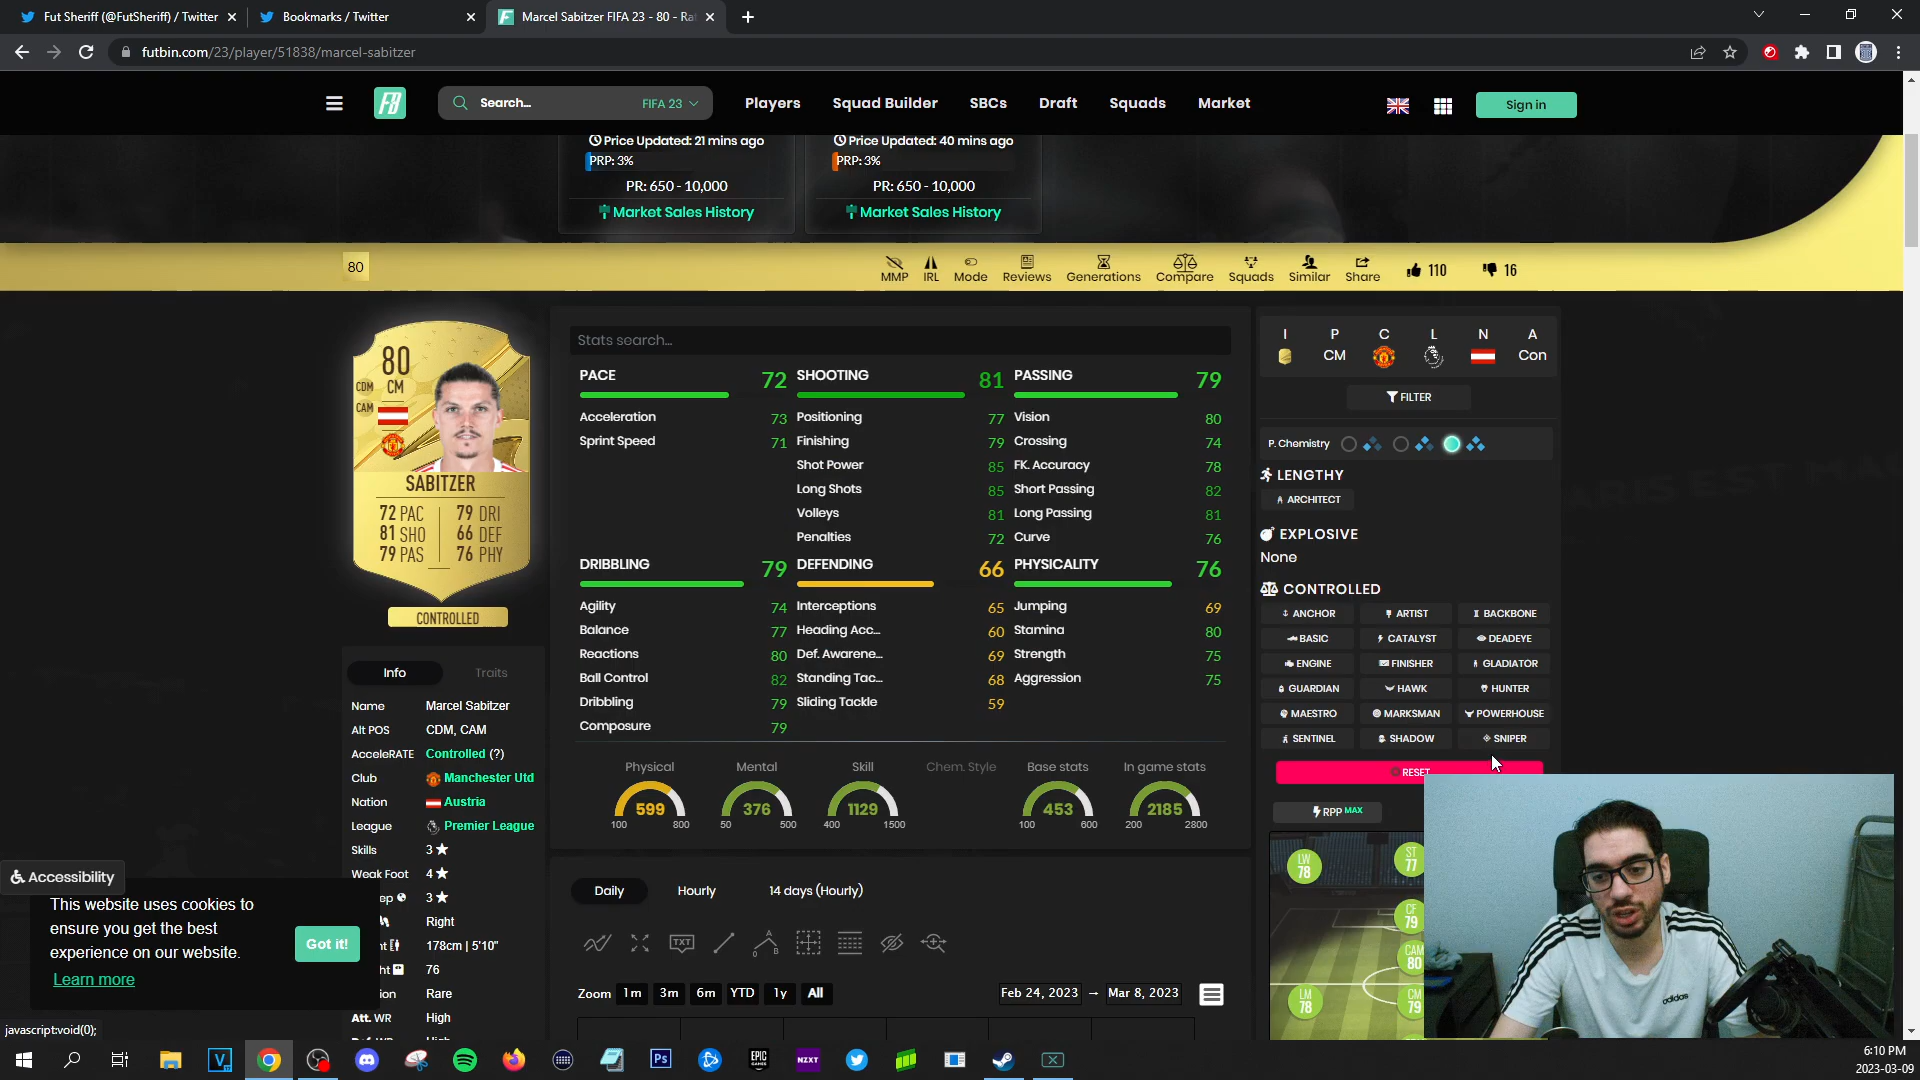 Fut Sheriff (@FutSheriff) / Twitter
Bookmarks / Twitter
Marcel Sabitzer FIFA 23 - 80 - Ra
futbin.com/23/player/51838/marcel-sabitzer
FB
Search...
FIFA 23
Players
Squad Builder
SBCs
Draft
Squads
Market
Sign in
Price Updated: 21 mins ago
Price Updated: 40 mins ago
PRP: 3%
PRP: 3%
PR: 650 - 10,000
PR: 650 - 10,000
Market Sales History
Market Sales History
80
MMP
IRL
Mode
Reviews
Generations
Compare
Squads
Similar
Share
110
16
80
CM
CDM
CAM
SABITZER
72 PAC
79 DRI
81 SHO
66 DEF
79 PAS
76 PHY
CONTROLLED
Stats search...
PACE 72
Acceleration 73
Sprint Speed 71
SHOOTING 81
Positioning 77
Finishing 79
Shot Power 85
Long Shots 85
Volleys 81
Penalties 72
PASSING 79
Vision 80
Crossing 74
FK. Accuracy 78
Short Passing 82
Long Passing 81
Curve 76
DRIBBLING 79
Agility 74
Balance 77
Reactions 80
Ball Control 82
Dribbling 79
Composure 79
DEFENDING 66
Interceptions 65
Heading Acc... 60
Def. Awarene... 69
Standing Tac... 68
Sliding Tackle 59
PHYSICALITY 76
Jumping 69
Stamina 80
Strength 75
Aggression 75
Physical
599
100 800
Mental
376
50 500
Skill
1129
400 1500
Chem. Style
Base stats
453
100 600
In game stats
2185
200 2800
I P C L N A
CM Con
FILTER
P. Chemistry
LENGTHY
ARCHITECT
EXPLOSIVE
None
CONTROLLED
ANCHOR ARTIST BACKBONE
BASIC CATALYST DEADEYE
ENGINE FINISHER GLADIATOR
GUARDIAN HAWK HUNTER
MAESTRO MARKSMAN POWERHOUSE
SENTINEL SHADOW SNIPER
RESET
RPP MAX
LW
78
ST
77
CF
79
CAM
80
LM
78
CM
79
adidas
Info
Traits
Name Marcel Sabitzer
Alt POS CDM, CAM
AcceleRATE Controlled (?)
Club Manchester Utd
Nation Austria
League Premier League
Skills 3
Weak Foot 4
ep 3
Right
ht 178cm | 5'10"
ht 76
ion Rare
Att. WR High
Accessibility
This website uses cookies to
ensure you get the best
experience on our website.
Learn more
Got it!
javascript:void(0);
Daily
Hourly
14 days (Hourly)
TXT
A
B
Zoom 1m 3m 6m YTD 1y All
Feb 24, 2023 → Mar 8, 2023
V
Ps
EPIC
GAMES
NZXT
6:10 PM
2023-03-09